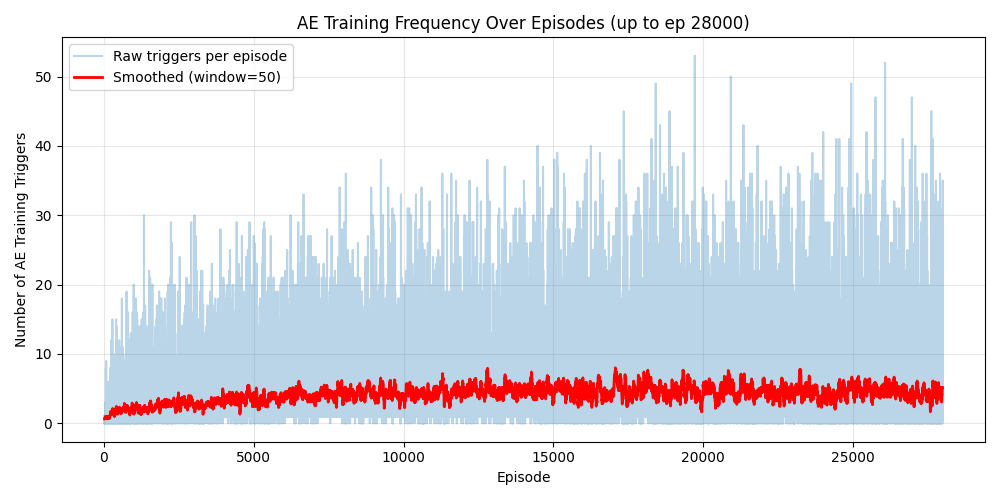 AE Training Frequency Over Episodes (up to ep 28000)
Raw triggers per episode
Smoothed (window=50)
Number of AE Training Triggers
50
40
30
20
10
0
0 5000 10000 15000 20000 25000
Episode